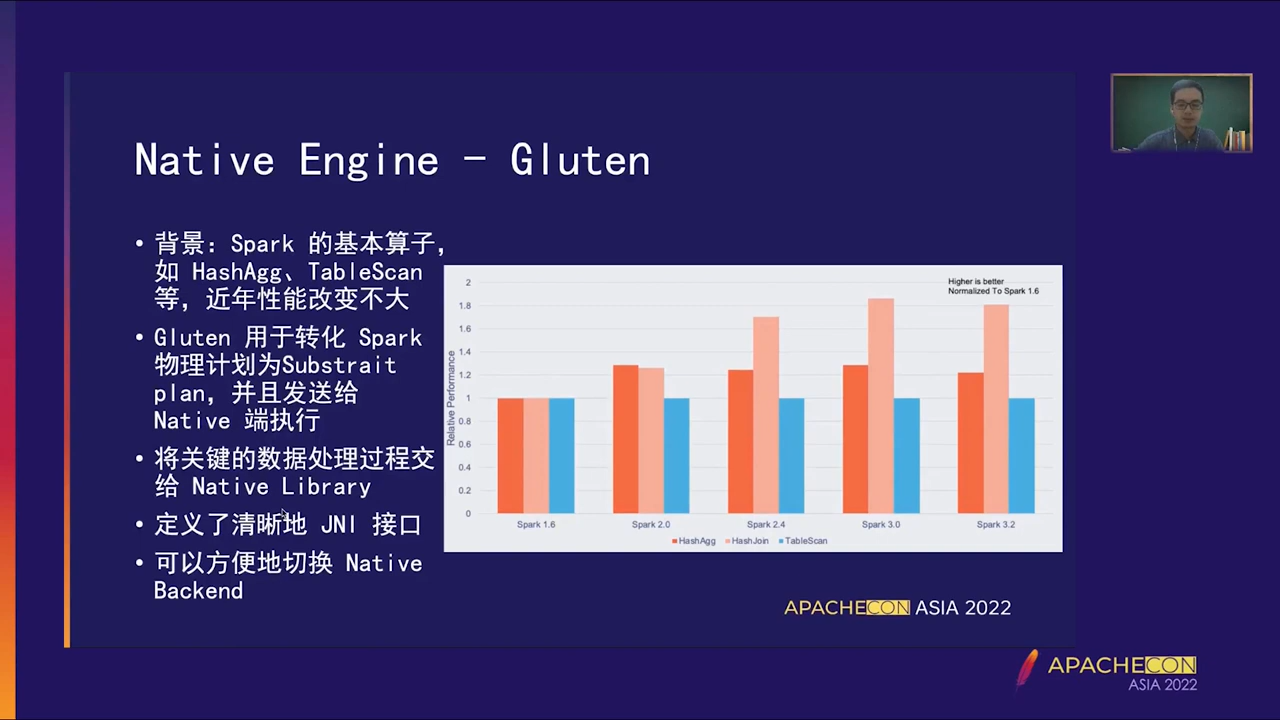 Native Engine - Gluten
• 背景：Spark 的基本算子，
如 HashAgg、TableScan
等，近年性能改变不大
• Gluten 用于转化 Spark
物理计划为Substrait
plan，并且发送给
Native 端执行
• 将关键的数据处理过程交
给 Native Library
• 定义了清晰地 JNI 接口
• 可以方便地切换 Native
Backend
Higher is better
Normalized To Spark 1.6
Relative Performance
2
1.8
1.6
1.4
1.2
1
0.8
0.6
0.4
0.2
0
Spark 1.6 Spark 2.0 Spark 2.4 Spark 3.0 Spark 3.2
HashAgg HashJoin TableScan
APACHECON ASIA 2022
APACHECON
ASIA 2022